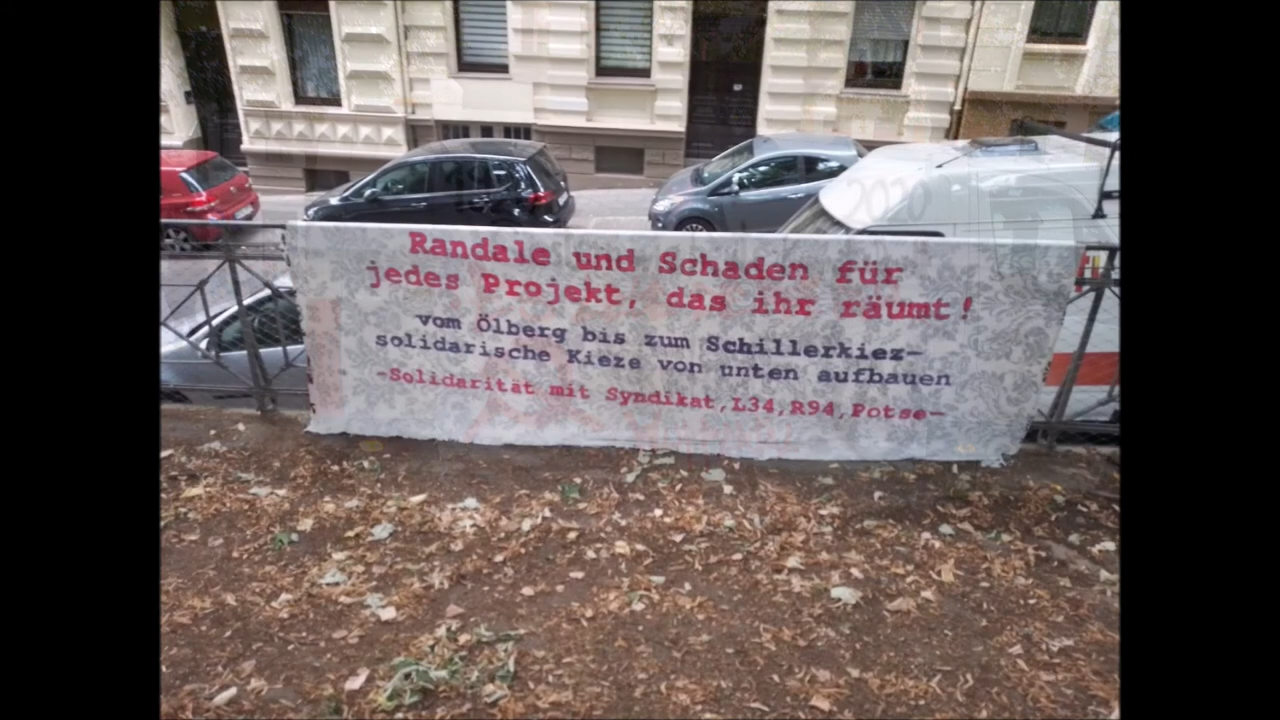 Randale und Schaden für
jedes Projekt, das ihr räumt!
vom Ölberg bis zum Schillerkiez-
solidarische Kieze von unten aufbauen
-Solidarität mit Syndikat,L34,R94,Potse-
2020